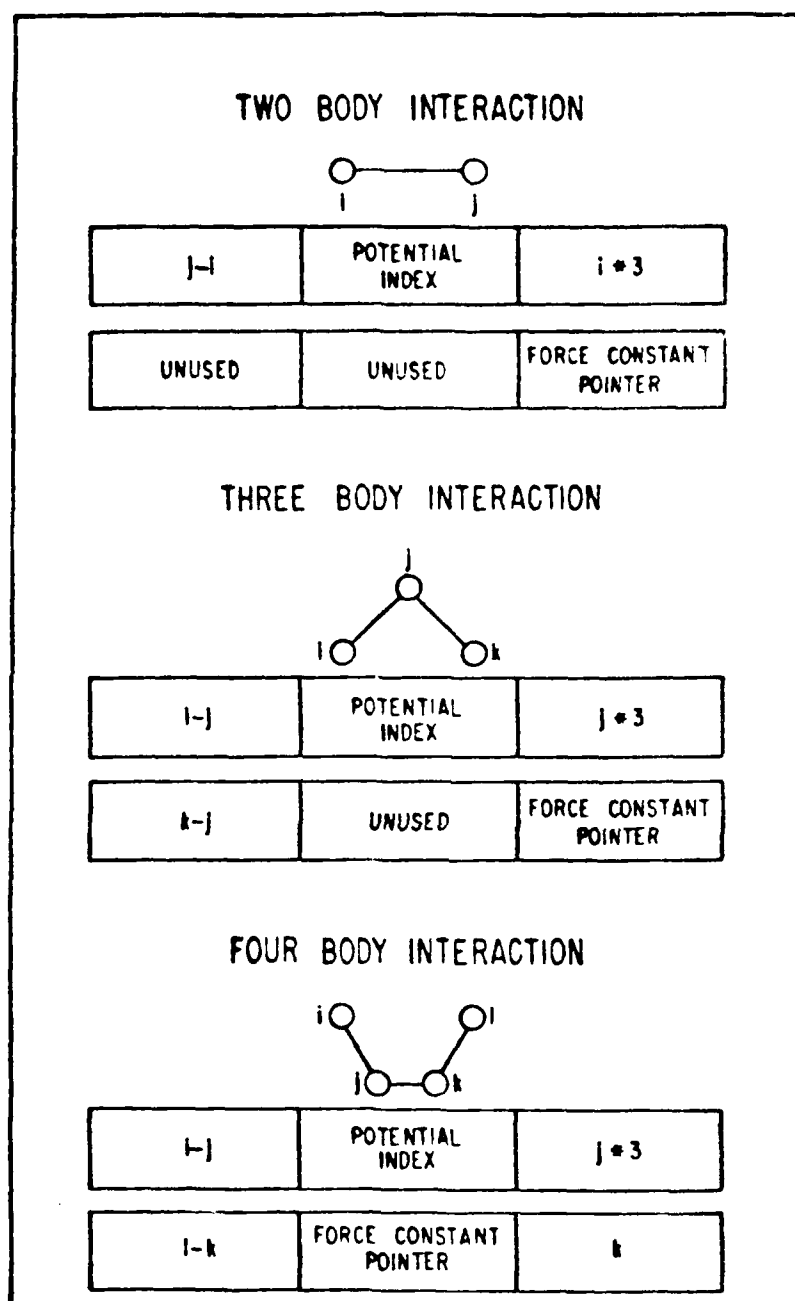 TWO BODY INTERACTION
i j
j-i
POTENTIAL
INDEX
i * 3
UNUSED
UNUSED
FORCE CONSTANT
POINTER
THREE BODY INTERACTION
j
i k
i-j
POTENTIAL
INDEX
j * 3
k-j
UNUSED
FORCE CONSTANT
POINTER
FOUR BODY INTERACTION
i l
j k
i-j
POTENTIAL
INDEX
j * 3
l-k
FORCE CONSTANT
POINTER
k